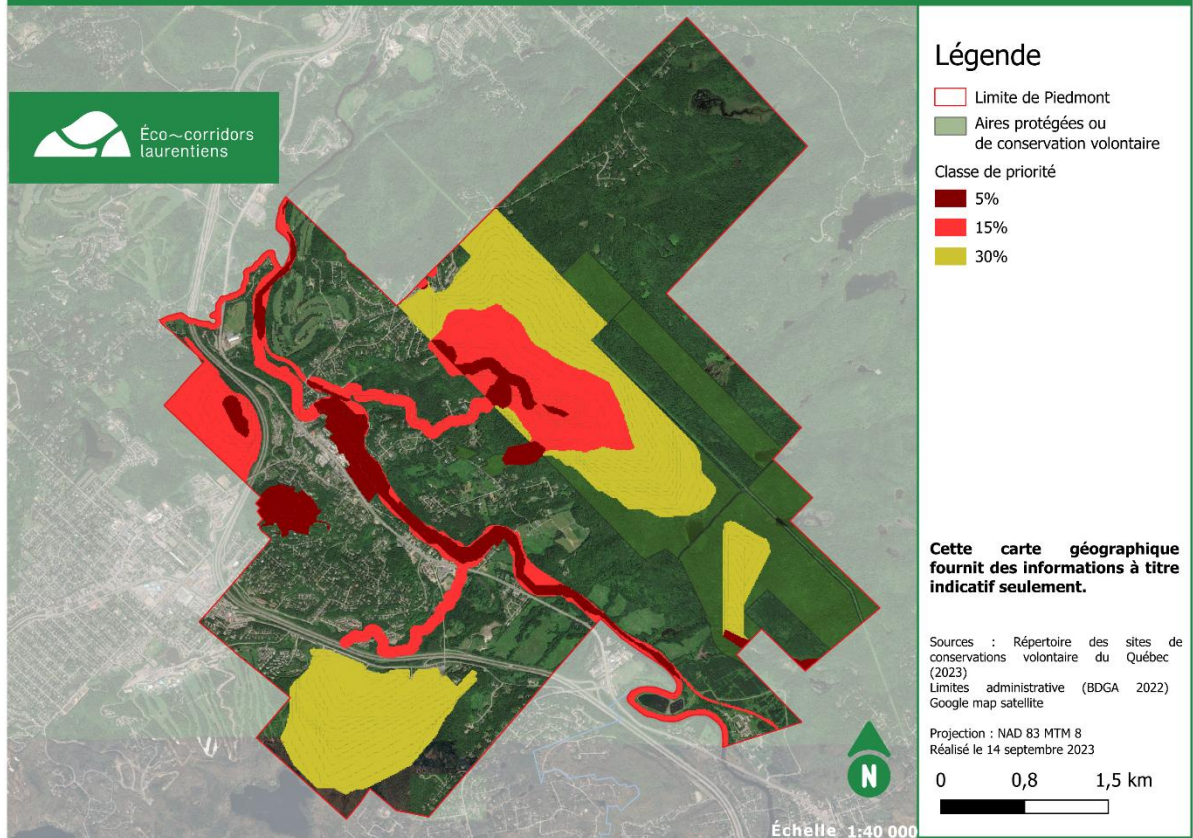 Éco~corridors
laurentiens
Légende
Limite de Piedmont
Aires protégées ou
de conservation volontaire
Classe de priorité
5%
15%
30%
Cette carte géographique
fournit des informations à titre
indicatif seulement.
Sources : Répertoire des sites de
conservations volontaire du Québec
(2023)
Limites administrative (BDGA 2022)
Google map satellite
Projection : NAD 83 MTM 8
Réalisé le 14 septembre 2023
N
0 0,8 1,5 km
Échelle 1:40 000